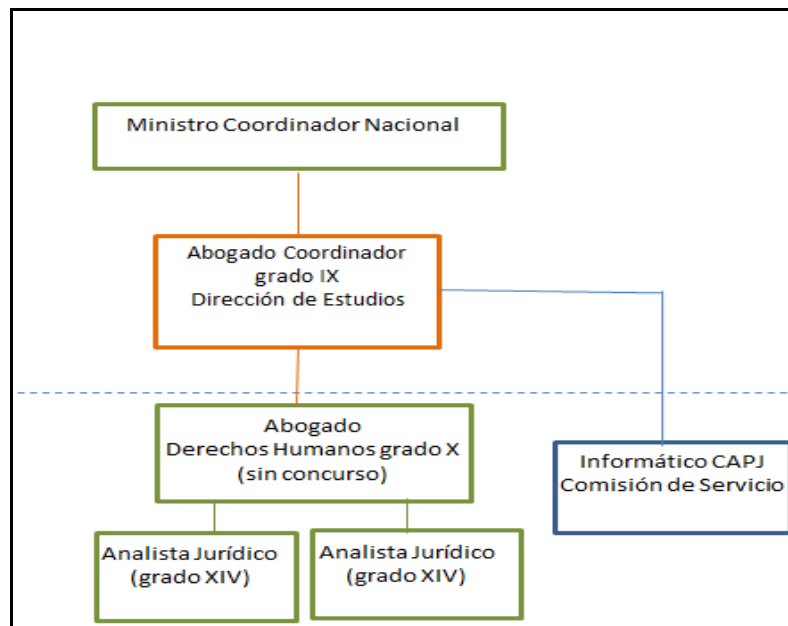 Ministro Coordinador Nacional
Abogado Coordinador
grado IX
Dirección de Estudios
Abogado
Derechos Humanos grado X
(sin concurso)
Informático CAPJ
Comisión de Servicio
Analista Jurídico
(grado XIV)
Analista Jurídico
(grado XIV)